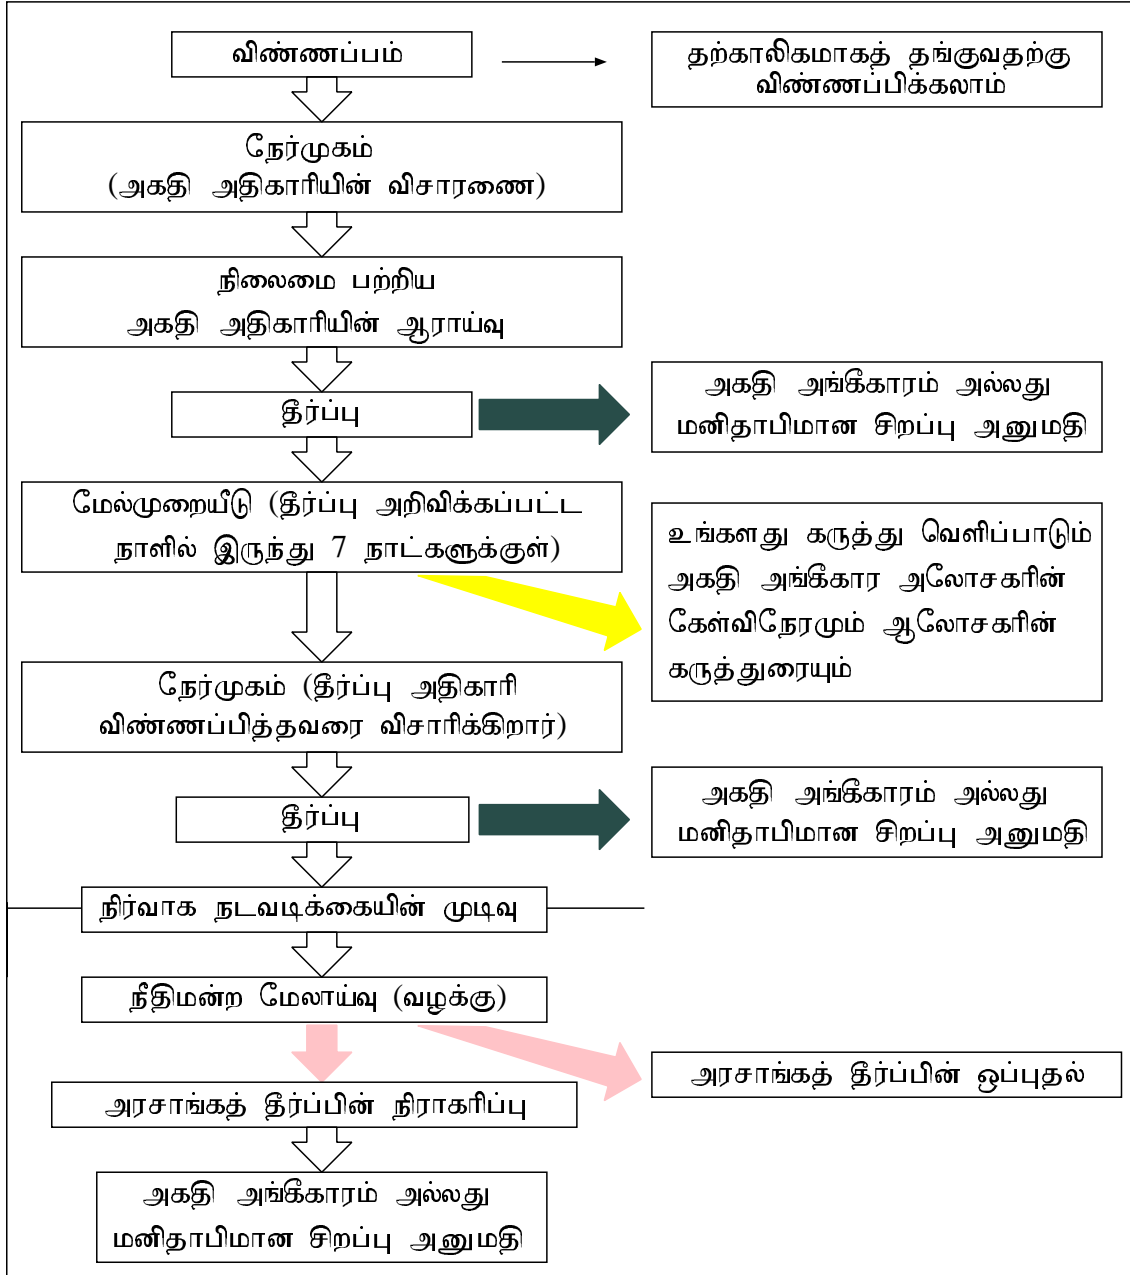 விண்ணப்பம்
தற்காலிகமாகத் தங்குவதற்கு
விண்ணப்பிக்கலாம்
நேர்முகம்
(அகதி அதிகாரியின் விசாரணை)
நிலைமை பற்றிய
அகதி அதிகாரியின் ஆராய்வு
தீர்ப்பு
அகதி அங்கீகாரம் அல்லது
மனிதாபிமான சிறப்பு அனுமதி
மேல்முறையீடு (தீர்ப்பு அறிவிக்கப்பட்ட
நாளில் இருந்து 7 நாட்களுக்குள்)
உங்களது கருத்து வெளிப்பாடும்
அகதி அங்கீகார அலோசகரின்
கேள்விநேரமும் ஆலோசகரின்
கருத்துரையும்
நேர்முகம் (தீர்ப்பு அதிகாரி
விண்ணப்பித்தவரை விசாரிக்கிறார்)
தீர்ப்பு
அகதி அங்கீகாரம் அல்லது
மனிதாபிமான சிறப்பு அனுமதி
நிர்வாக நடவடிக்கையின் முடிவு
நீதிமன்ற மேலாய்வு (வழக்கு)
அரசாங்கத் தீர்ப்பின் ஒப்புதல்
அரசாங்கத் தீர்ப்பின் நிராகரிப்பு
அகதி அங்கீகாரம் அல்லது
மனிதாபிமான சிறப்பு அனுமதி